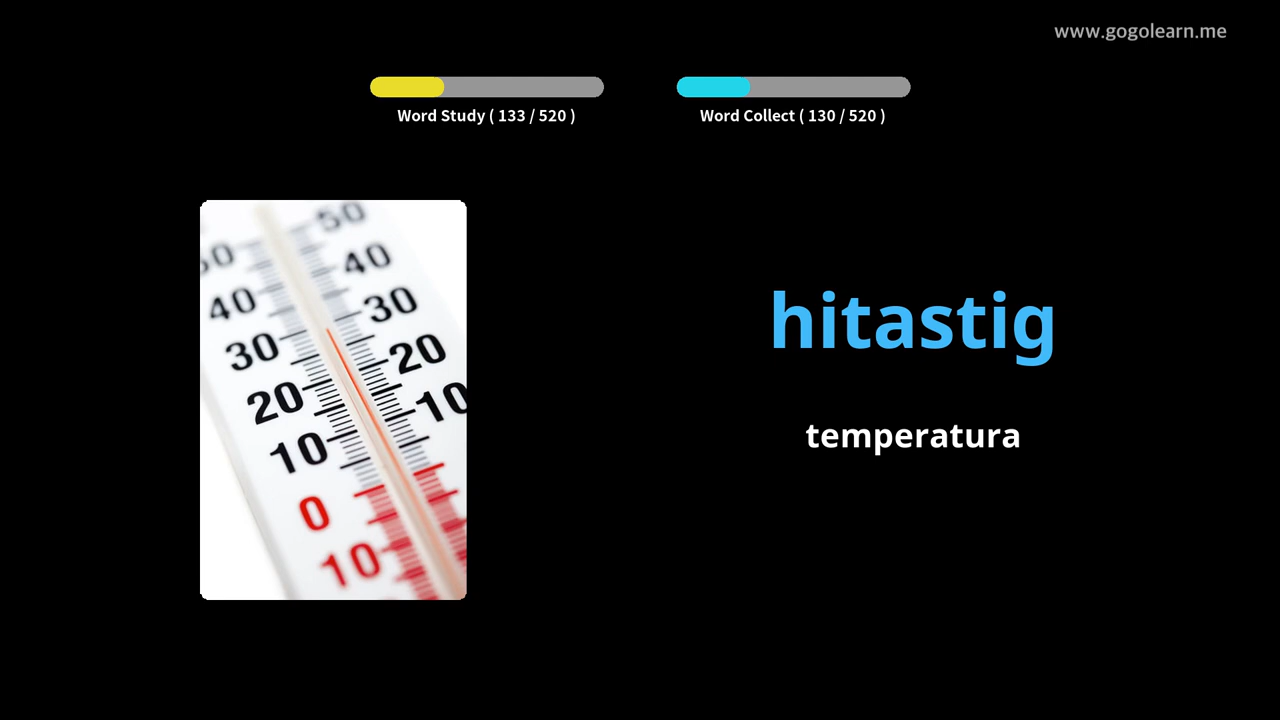 www.gogolearn.me
Word Study ( 133 / 520 )
Word Collect ( 130 / 520 )
50
40
30
20
10
40
30
20
10
0
10
hitastig
temperatura